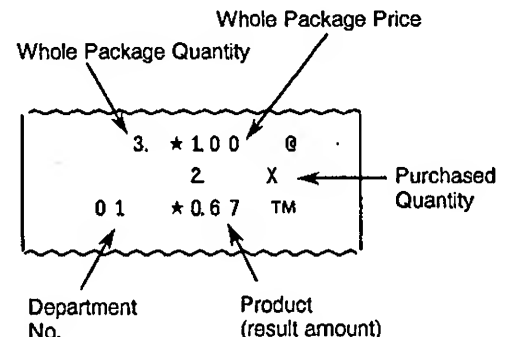 Whole Package Price
Whole Package Quantity
3. ★1.00 @
2 X
Purchased
Quantity
01 ★0.67 TM
Department
No.
Product
(result amount)